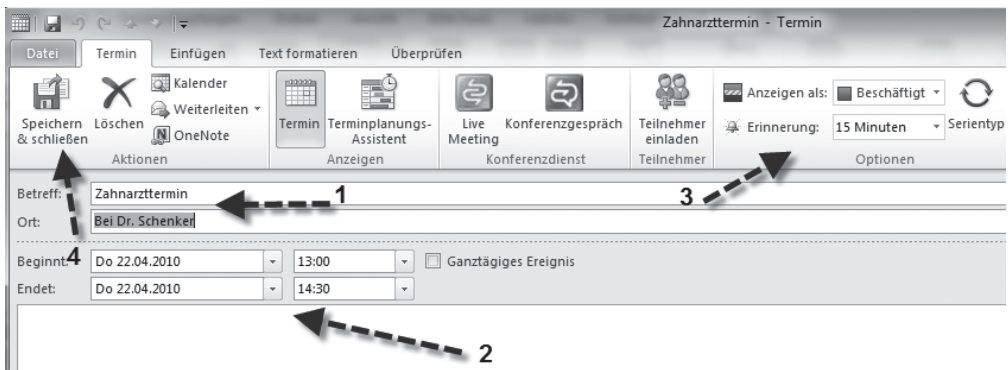 Zahnarzttermin - Termin
Datei Termin Einfügen Text formatieren Überprüfen
Speichern & schließen
Löschen
Kalender
Weiterleiten
OneNote
Aktionen
Termin
Terminplanungs-Assistent
Anzeigen
Live Meeting
Konferenzgespräch
Konferenzdienst
Teilnehmer einladen
Teilnehmer
Anzeigen als: Beschäftigt
Erinnerung: 15 Minuten
Serientyp
Optionen
Betreff: Zahnarzttermin
1
3
Ort: Bei Dr. Schenker
4
Beginnt: Do 22.04.2010 13:00 Ganztägiges Ereignis
Endet: Do 22.04.2010 14:30
2